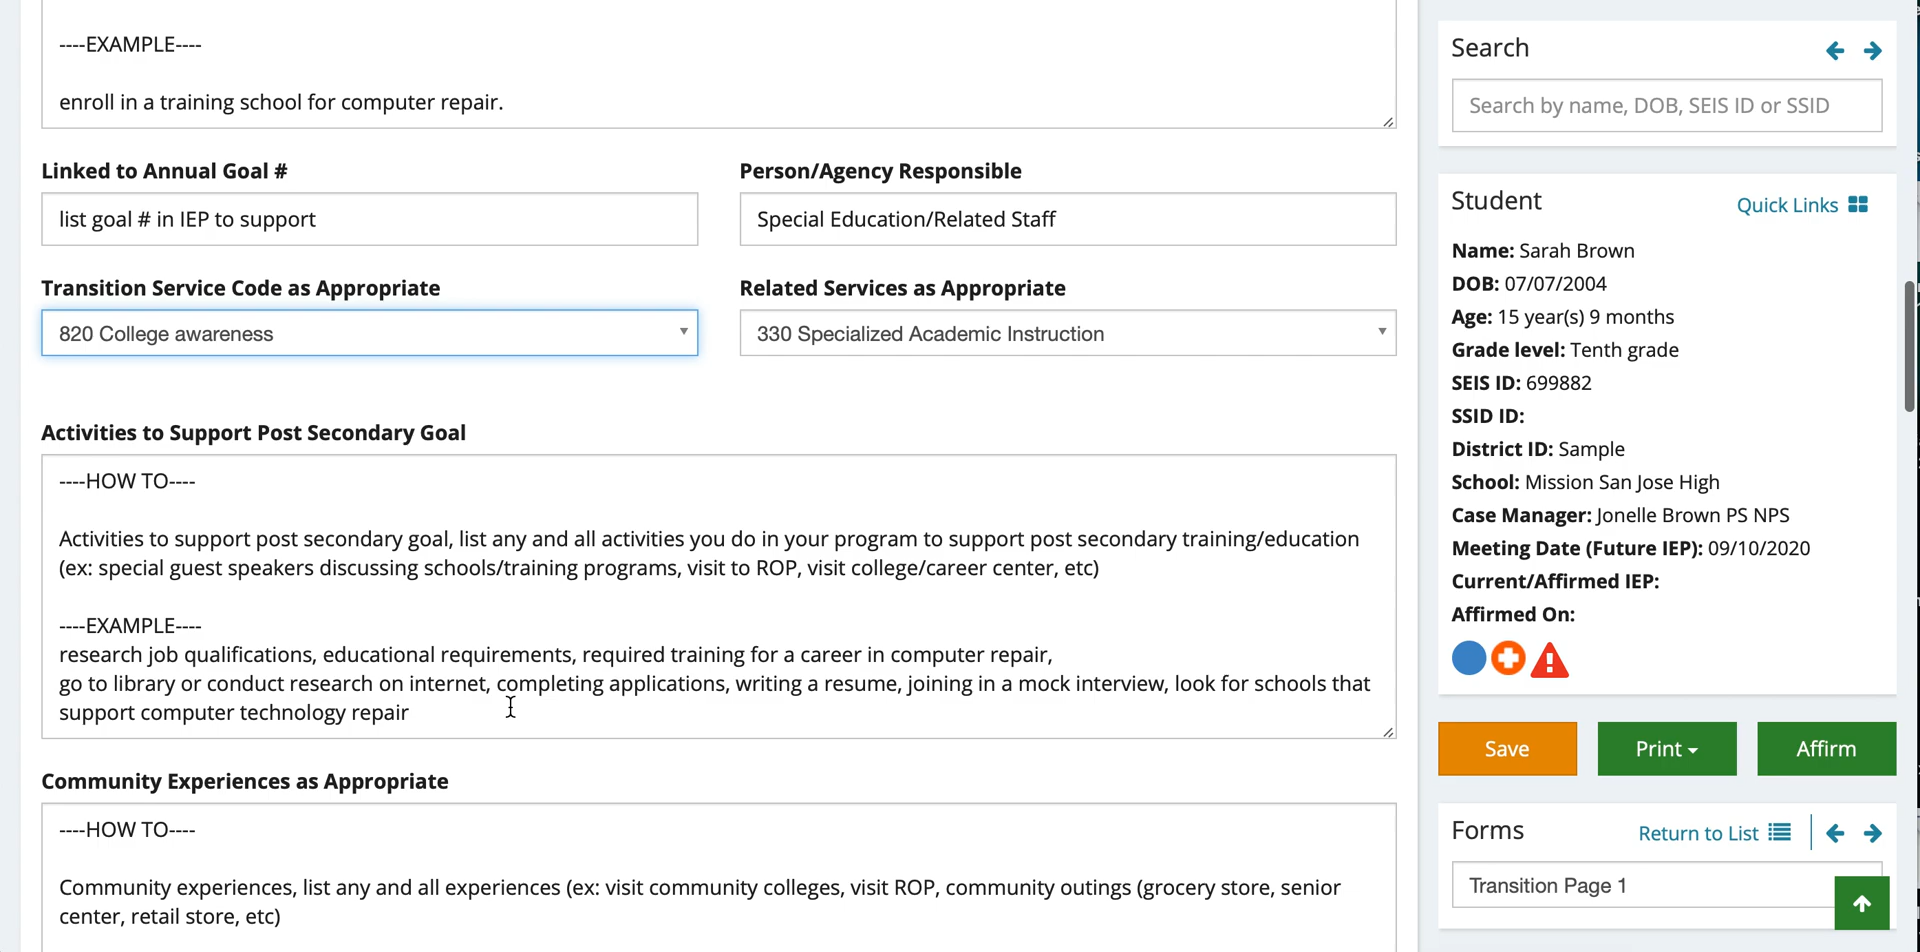 ----EXAMPLE----
enroll in a training school for computer repair.
Linked to Annual Goal #
list goal # in IEP to support
Person/Agency Responsible
Special Education/Related Staff
Transition Service Code as Appropriate
820 College awareness
Related Services as Appropriate
330 Specialized Academic Instruction
Activities to Support Post Secondary Goal
----HOW TO----
Activities to support post secondary goal, list any and all activities you do in your program to support post secondary training/education
(ex: special guest speakers discussing schools/training programs, visit to ROP, visit college/career center, etc)
----EXAMPLE----
research job qualifications, educational requirements, required training for a career in computer repair,
go to library or conduct research on internet, completing applications, writing a resume, joining in a mock interview, look for schools that
support computer technology repair
Community Experiences as Appropriate
----HOW TO----
Community experiences, list any and all experiences (ex: visit community colleges, visit ROP, community outings (grocery store, senior
center, retail store, etc)
Search
Search by name, DOB, SEIS ID or SSID
Student
Quick Links
Name: Sarah Brown
DOB: 07/07/2004
Age: 15 year(s) 9 months
Grade level: Tenth grade
SEIS ID: 699882
SSID ID:
District ID: Sample
School: Mission San Jose High
Case Manager: Jonelle Brown PS NPS
Meeting Date (Future IEP): 09/10/2020
Current/Affirmed IEP:
Affirmed On:
Save
Print
Affirm
Forms
Return to List
Transition Page 1